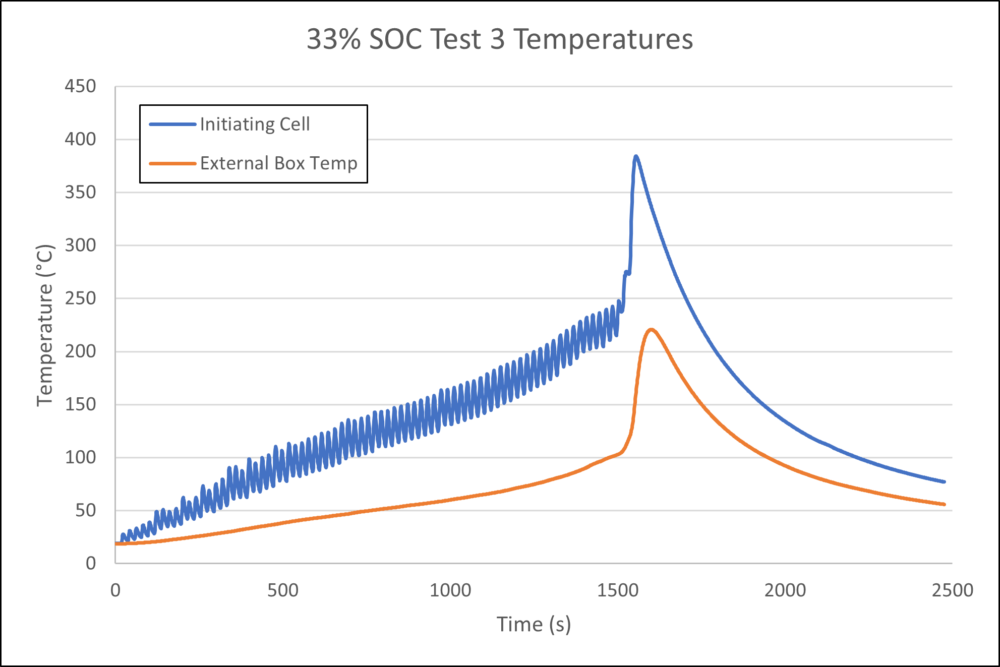 33% SOC Test 3 Temperatures
450
400
350
300
250
200
150
100
50
0
Temperature (°C)
Initiating Cell
External Box Temp
0 500 1000 1500 2000 2500
Time (s)